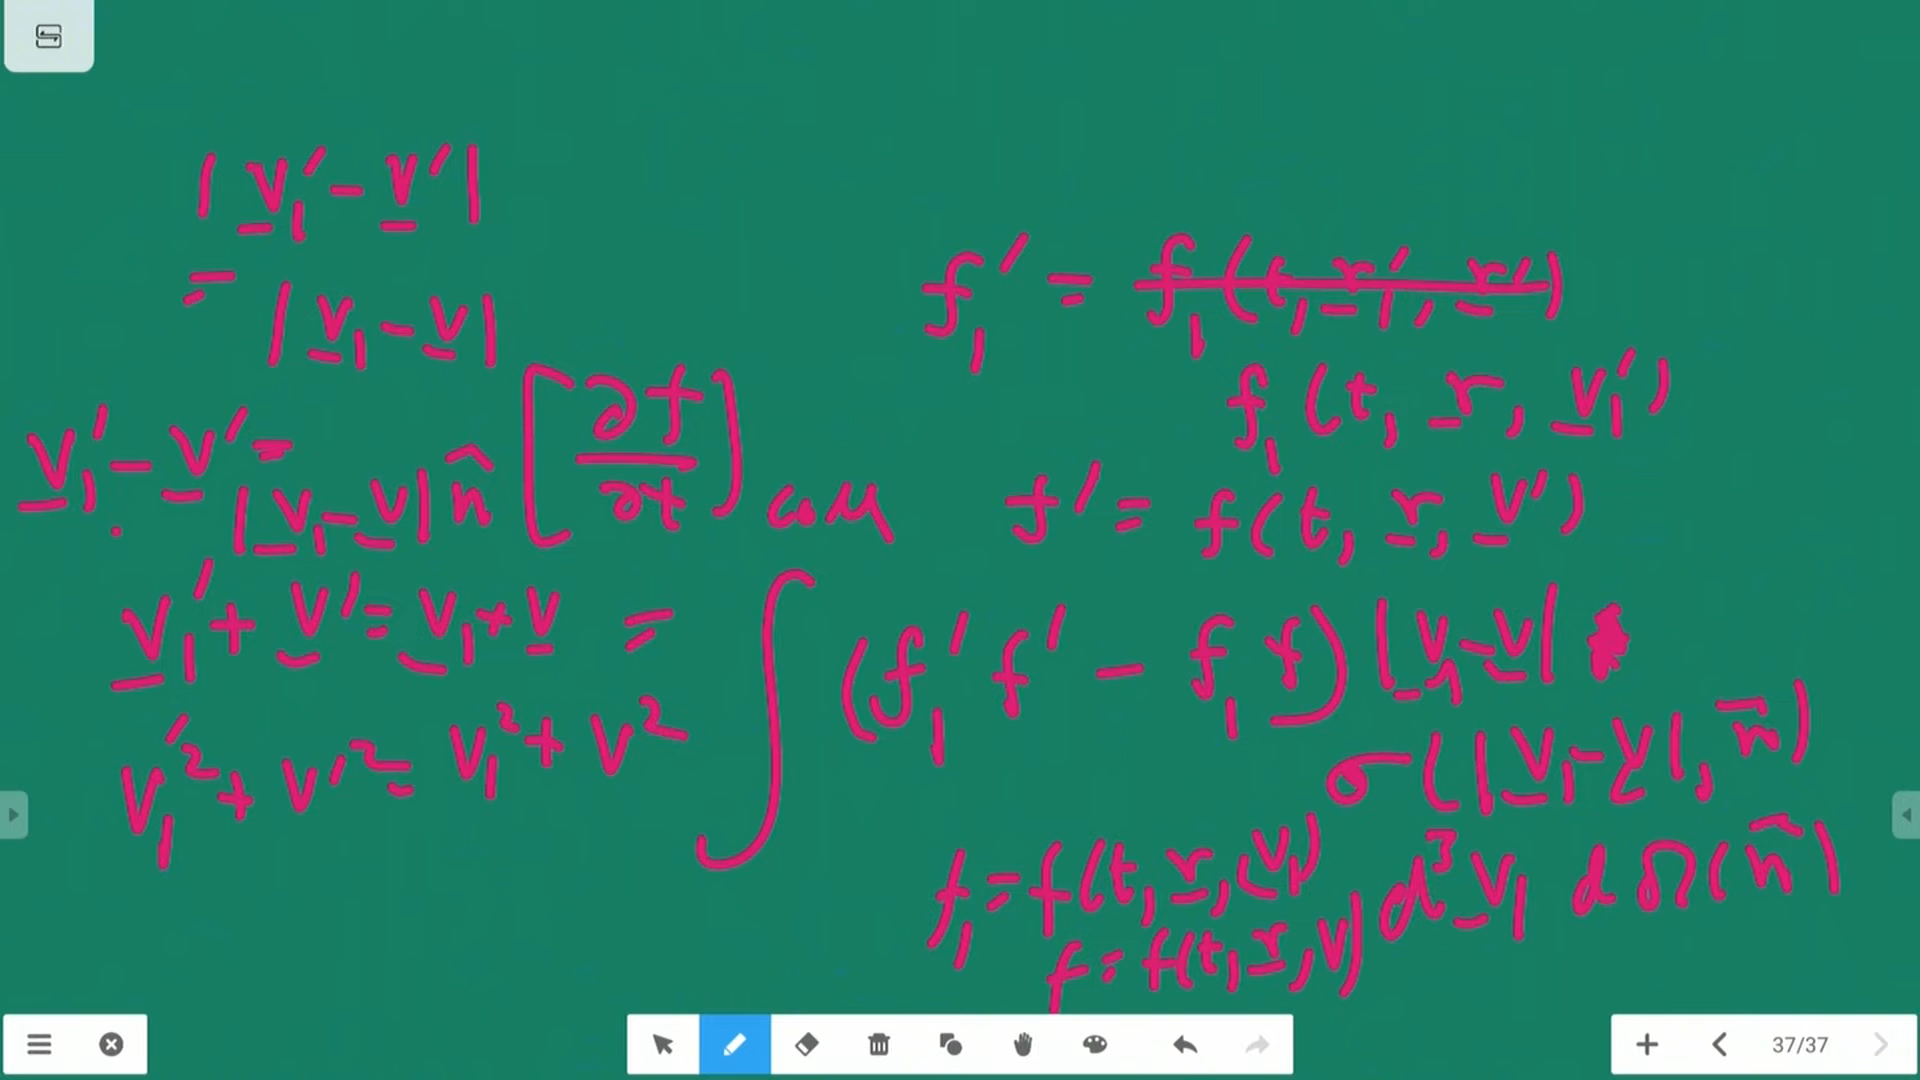 |v₁′ − v′|
= |v₁ − v|
v₁′ − v′ = |v₁ − v| n̂
v₁′ + v′ = v₁ + v
v₁′² + v′² = v₁² + v²
f₁′ = f₁(t, r₁′, r′)
f₁(t, r, v₁′)
f′ = f(t, r, v′)
[∂f/∂t] coll
= ∫(f₁′ f′ − f₁ f) |v₁ − v|
σ(|v₁ − v|, n̂)
d³v₁ dΩ(n̂)
f₁ = f(t, r, (v₁)
f = f(t, r, v)
37/37